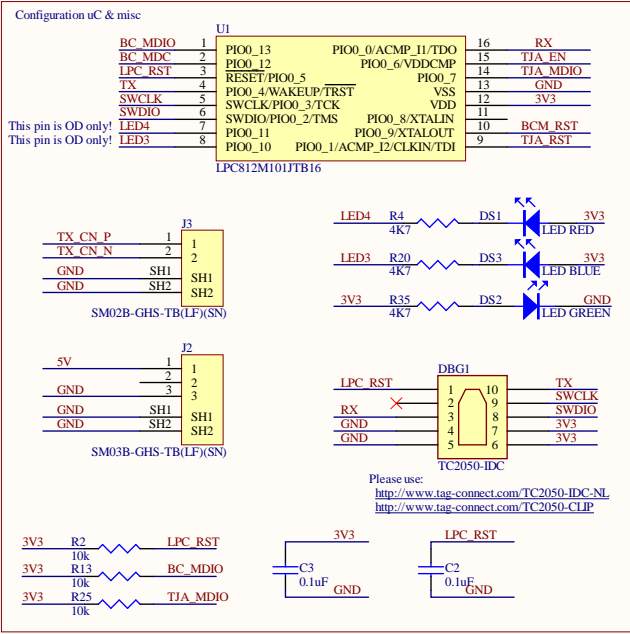 Configuration uC & misc
U1
BC_MDIO 1 PIO0_13 PIO0_0/ACMP_I1/TDO 16 RX
BC_MDC 2 PIO0_12 PIO0_6/VDDCMP 15 TJA_EN
LPC_RST 3 RESET/PIO0_5 PIO0_7 14 TJA_MDIO
TX 4 PIO0_4/WAKEUP/TRST VSS 13 GND
SWCLK 5 SWCLK/PIO0_3/TCK VDD 12 3V3
SWDIO 6 SWDIO/PIO0_2/TMS PIO0_8/XTALIN 11
This pin is OD only! LED4 7 PIO0_11 PIO0_9/XTALOUT 10 BCM_RST
This pin is OD only! LED3 8 PIO0_10 PIO0_1/ACMP_I2/CLKIN/TDI 9 TJA_RST
LPC812M101JTB16
J3
TX_CN_P 1 1
TX_CN_N 2 2
GND SH1 SH1
GND SH2 SH2
SM02B-GHS-TB(LF)(SN)
LED4 R4 DS1 3V3
4K7 LED RED
LED3 R20 DS3 3V3
4K7 LED BLUE
3V3 R35 DS2 GND
4K7 LED GREEN
J2
5V 1 1
2 2
GND 3 3
GND SH1 SH1
GND SH2 SH2
SM03B-GHS-TB(LF)(SN)
DBG1
LPC_RST 1 10 TX
2 9 SWCLK
RX 3 8 SWDIO
GND 4 7 3V3
GND 5 6 3V3
TC2050-IDC
Please use:
http://www.tag-connect.com/TC2050-IDC-NL
http://www.tag-connect.com/TC2050-CLIP
3V3 R2 LPC_RST
10k
3V3 R13 BC_MDIO
10k
3V3 R25 TJA_MDIO
10k
3V3
C3
0.1uF
GND
LPC_RST
C2
0.1uF
GND